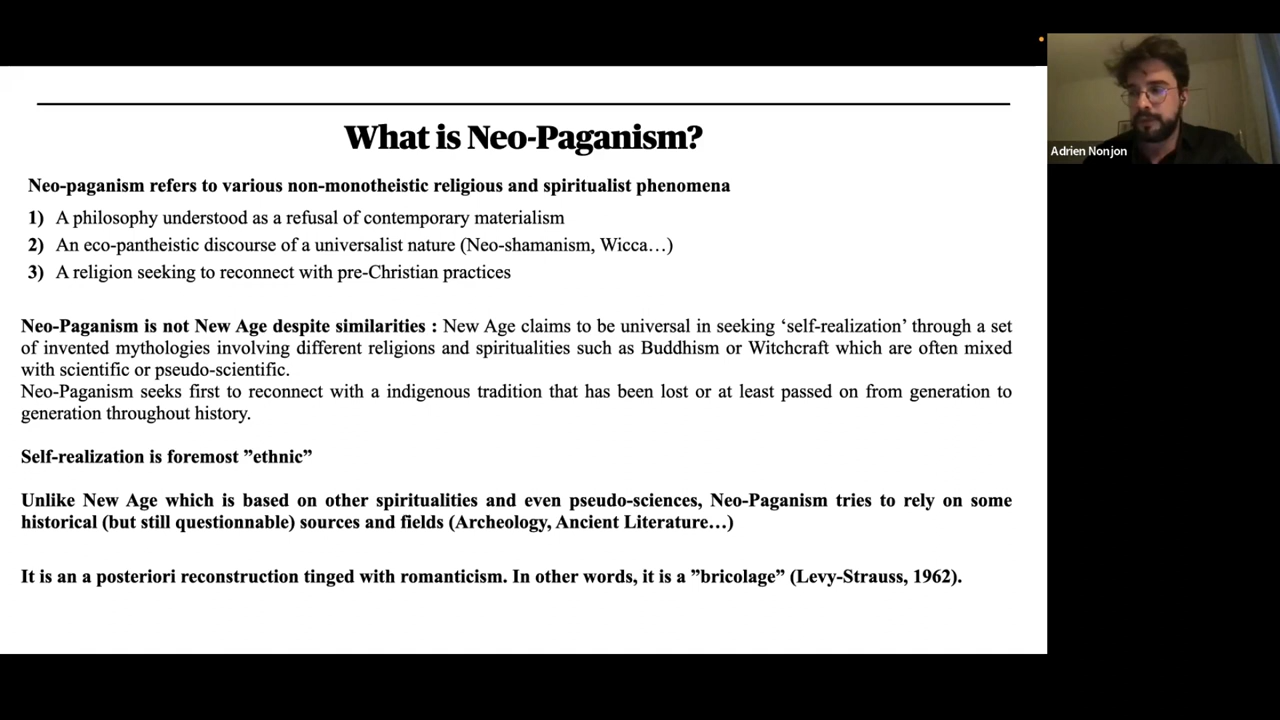 What is Neo-Paganism?
Neo-paganism refers to various non-monotheistic religious and spiritualist phenomena
1) A philosophy understood as a refusal of contemporary materialism
2) An eco-pantheistic discourse of a universalist nature (Neo-shamanism, Wicca…)
3) A religion seeking to reconnect with pre-Christian practices
Neo-Paganism is not New Age despite similarities : New Age claims to be universal in seeking ‘self-realization’ through a set
of invented mythologies involving different religions and spiritualities such as Buddhism or Witchcraft which are often mixed
with scientific or pseudo-scientific.
Neo-Paganism seeks first to reconnect with a indigenous tradition that has been lost or at least passed on from generation to
generation throughout history.
Self-realization is foremost ”ethnic”
Unlike New Age which is based on other spiritualities and even pseudo-sciences, Neo-Paganism tries to rely on some
historical (but still questionnable) sources and fields (Archeology, Ancient Literature…)
It is an a posteriori reconstruction tinged with romanticism. In other words, it is a ”bricolage” (Levy-Strauss, 1962).
Adrien Nonjon